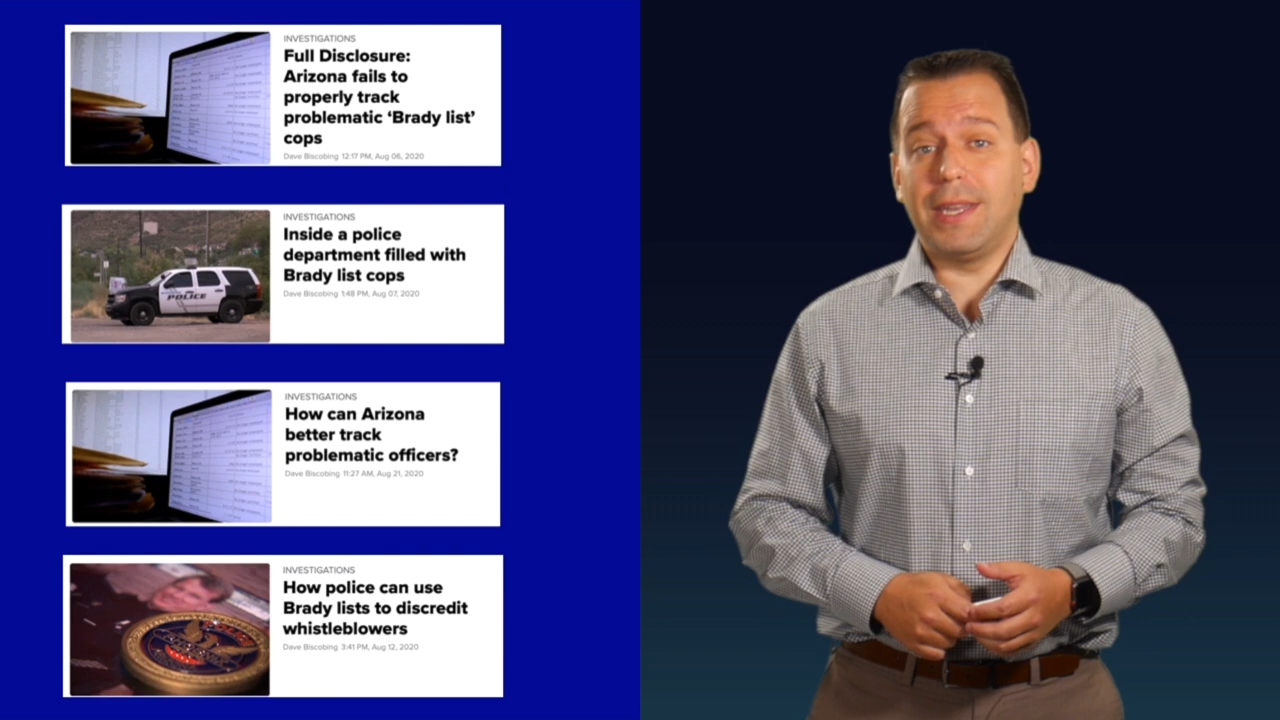 INVESTIGATIONS
Full Disclosure:
Arizona fails to
properly track
problematic ‘Brady list’
cops
Dave Biscobing 12:17 PM, Aug 06, 2020
INVESTIGATIONS
Inside a police
department filled with
Brady list cops
Dave Biscobing 1:48 PM, Aug 07, 2020
POLICE
INVESTIGATIONS
How can Arizona
better track
problematic officers?
Dave Biscobing 11:27 AM, Aug 21, 2020
INVESTIGATIONS
How police can use
Brady lists to discredit
whistleblowers
Dave Biscobing 3:41 PM, Aug 12, 2020